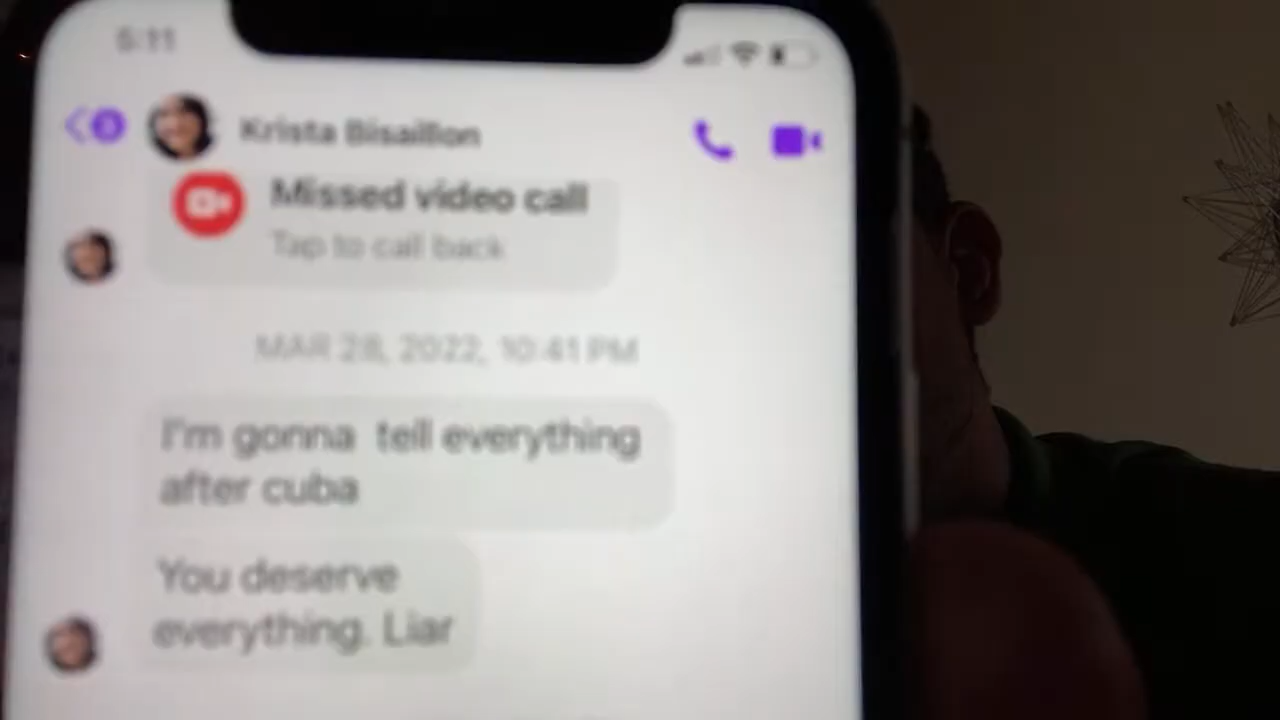 5:11
Krista Bisaillon
Missed video call
Tap to call back
MAR 28, 2022, 10:41 PM
I'm gonna tell everything
after cuba
You deserve
everything. Liar